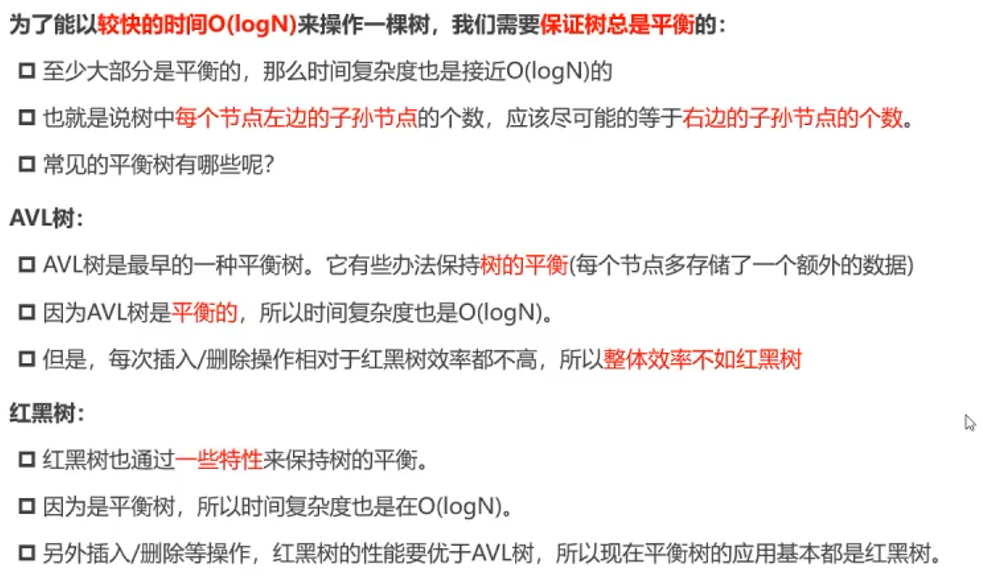 为了能以较快的时间O(logN)来操作一棵树，我们需要保证树总是平衡的：
至少大部分是平衡的，那么时间复杂度也是接近O(logN)的
也就是说树中每个节点左边的子孙节点的个数，应该尽可能的等于右边的子孙节点的个数。
常见的平衡树有哪些呢？
AVL树：
AVL树是最早的一种平衡树。它有些办法保持树的平衡(每个节点多存储了一个额外的数据)
因为AVL树是平衡的，所以时间复杂度也是O(logN)。
但是，每次插入/删除操作相对于红黑树效率都不高，所以整体效率不如红黑树
红黑树：
红黑树也通过一些特性来保持树的平衡。
因为是平衡树，所以时间复杂度也是在O(logN)。
另外插入/删除等操作，红黑树的性能要优于AVL树，所以现在平衡树的应用基本都是红黑树。